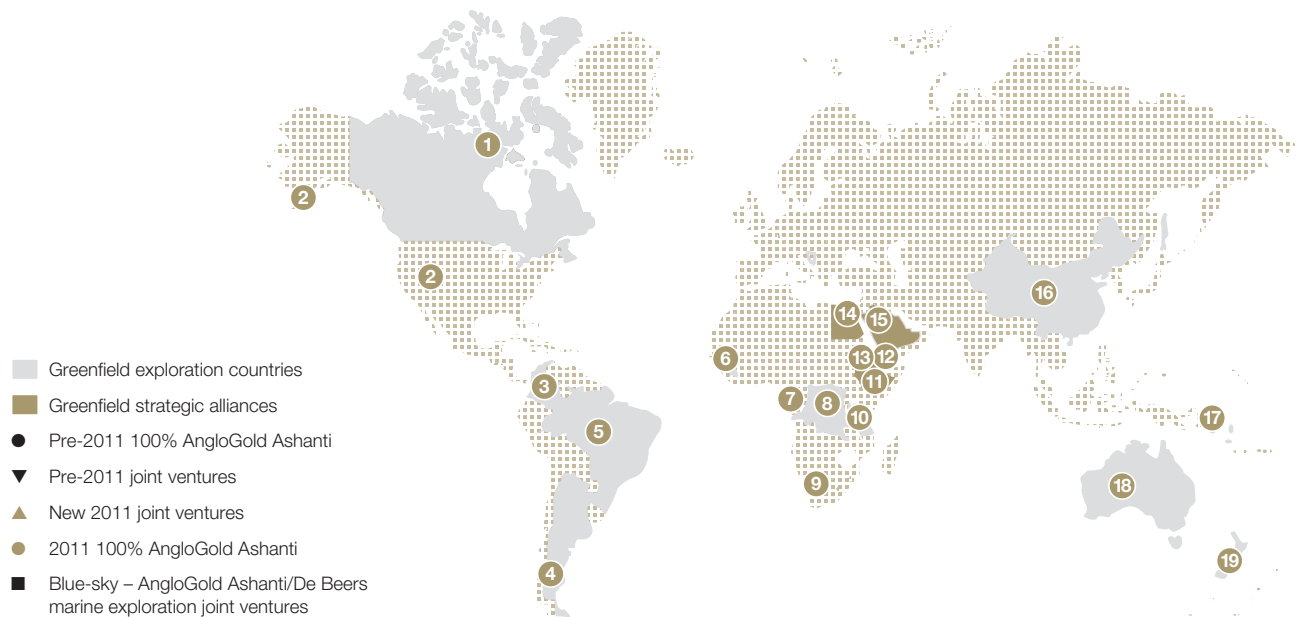 1
2
2
3
4
5
6
7
8
9
10
11
12
13
14
15
16
17
18
19
Greenfield exploration countries
Greenfield strategic alliances
Pre-2011 100% AngloGold Ashanti
Pre-2011 joint ventures
New 2011 joint ventures
2011 100% AngloGold Ashanti
Blue-sky – AngloGold Ashanti/De Beers
marine exploration joint ventures